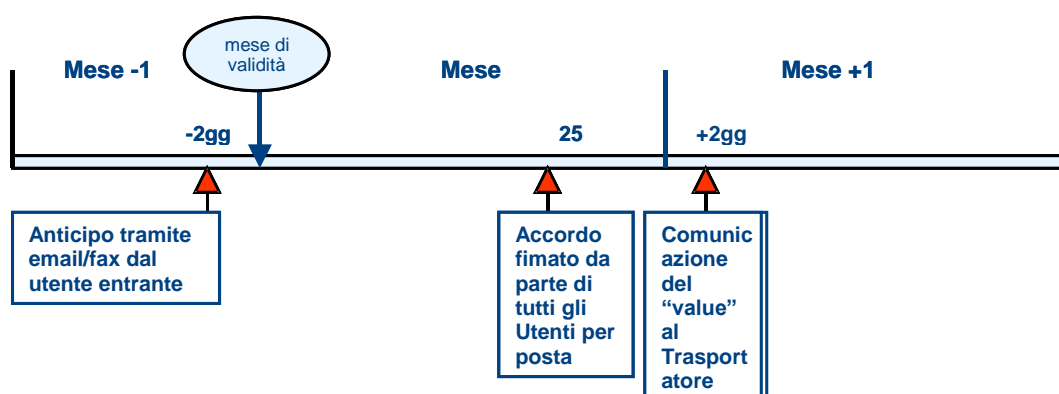 mese di
validità
Mese -1
Mese
Mese +1
-2gg
25
+2gg
Anticipo tramite
email/fax dal
utente entrante
Accordo
fimato da
parte di
tutti gli
Utenti per
posta
Comunic
azione
del
“value”
al
Trasport
atore